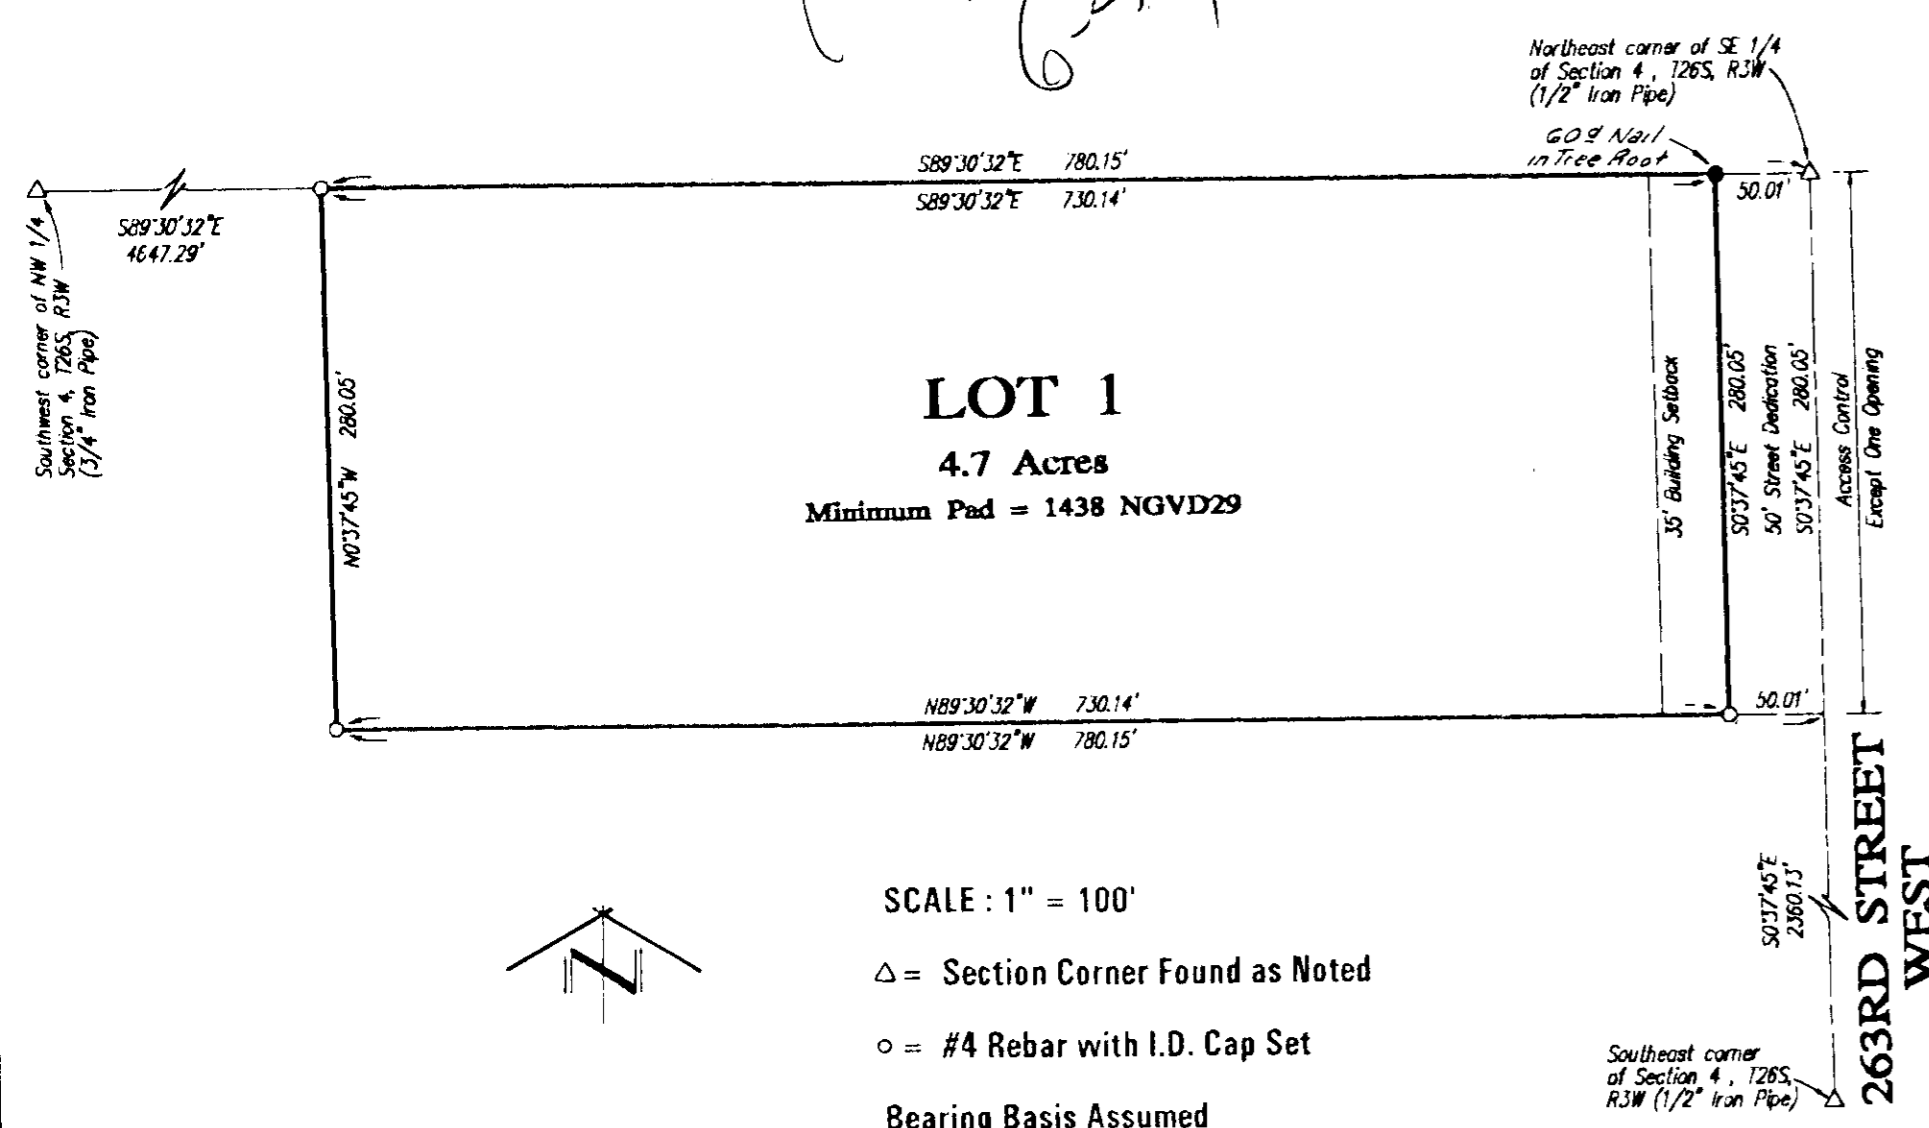 Northeast corner of SE 1/4
of Section 4 , T26S, R3W
(1/2" Iron Pipe)
60d Nail
in Tree Root
S89°30'32"E 780.15'
S89°30'32"E 730.14'
50.01'
S89°30'32"E
4647.29'
Southwest corner of NW 1/4
Section 4, T26S, R3W
(3/4" Iron Pipe)
N0°37'45"W 280.05'
LOT 1
4.7 Acres
Minimum Pad = 1438 NGVD29
35' Building Setback
S0°37'45"E 280.05'
50' Street Dedication
S0°37'45"E 280.05'
Access Control
Except One Opening
N89°30'32"W 730.14'
N89°30'32"W 780.15'
50.01'
263RD STREET
WEST
S0°37'45"E
2360.13'
SCALE : 1" = 100'
N
△ = Section Corner Found as Noted
○ = #4 Rebar with I.D. Cap Set
Bearing Basis Assumed
Southeast corner
of Section 4 , T26S,
R3W (1/2" Iron Pipe)